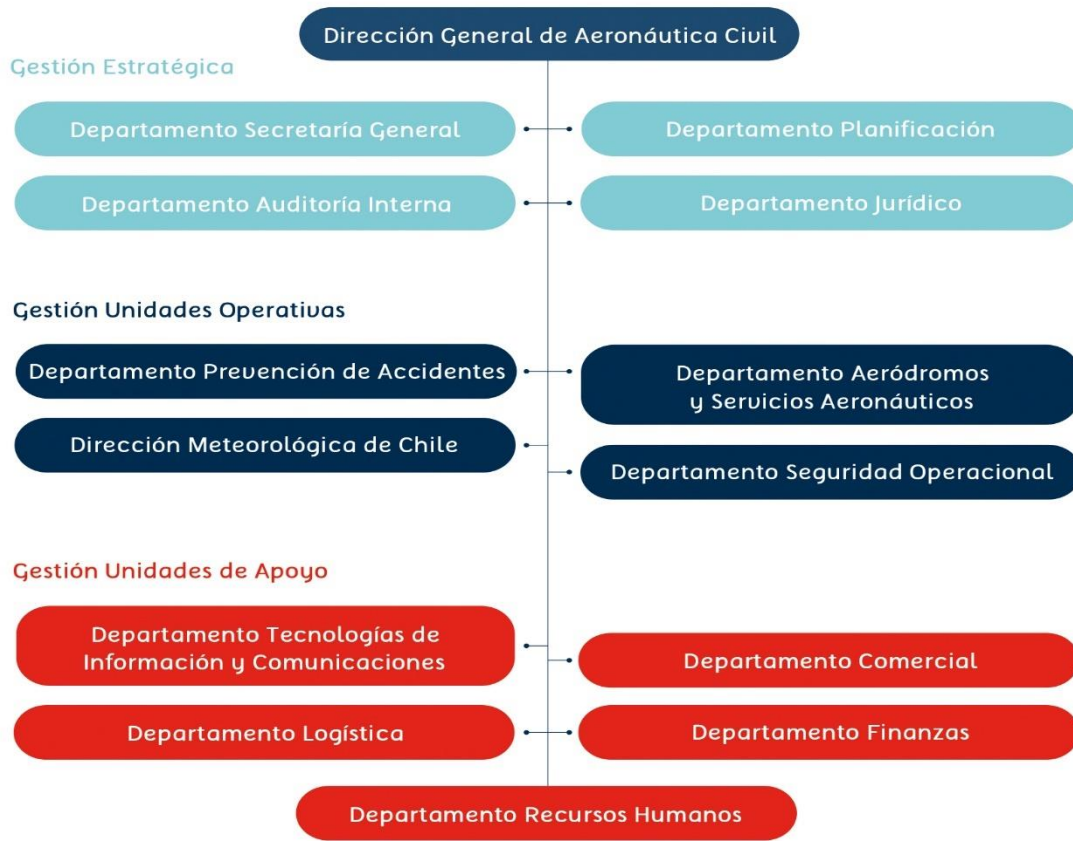 Dirección General de Aeronáutica Civil
Gestión Estratégica
Departamento Secretaría General
Departamento Planificación
Departamento Auditoría Interna
Departamento Jurídico
Gestión Unidades Operativas
Departamento Prevención de Accidentes
Departamento Aeródromos
y Servicios Aeronáuticos
Dirección Meteorológica de Chile
Departamento Seguridad Operacional
Gestión Unidades de Apoyo
Departamento Tecnologías de
Información y Comunicaciones
Departamento Comercial
Departamento Logística
Departamento Finanzas
Departamento Recursos Humanos